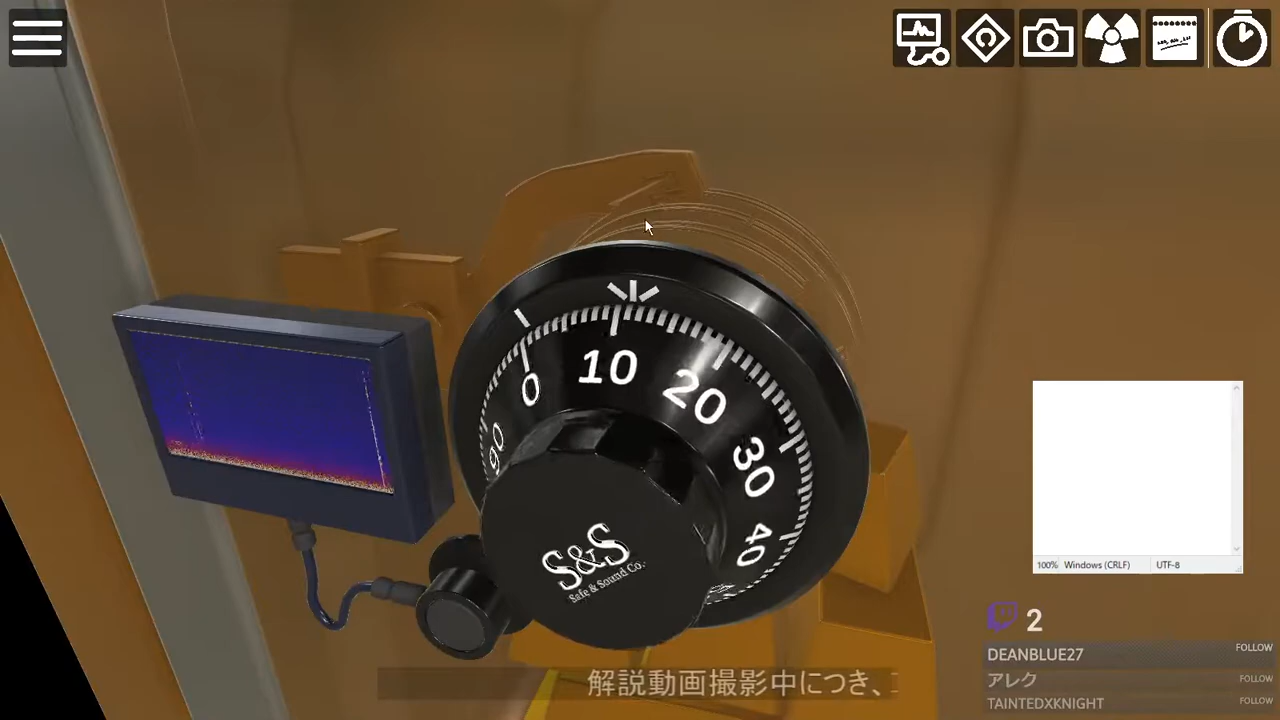 0
10
20
30
40
90
S&S
Safe & Sound Co.
100%
Windows (CRLF)
UTF-8
2
DEANBLUE27
FOLLOW
アレク
FOLLOW
TAINTEDXKNIGHT
FOLLOW
解説動画撮影中につき、